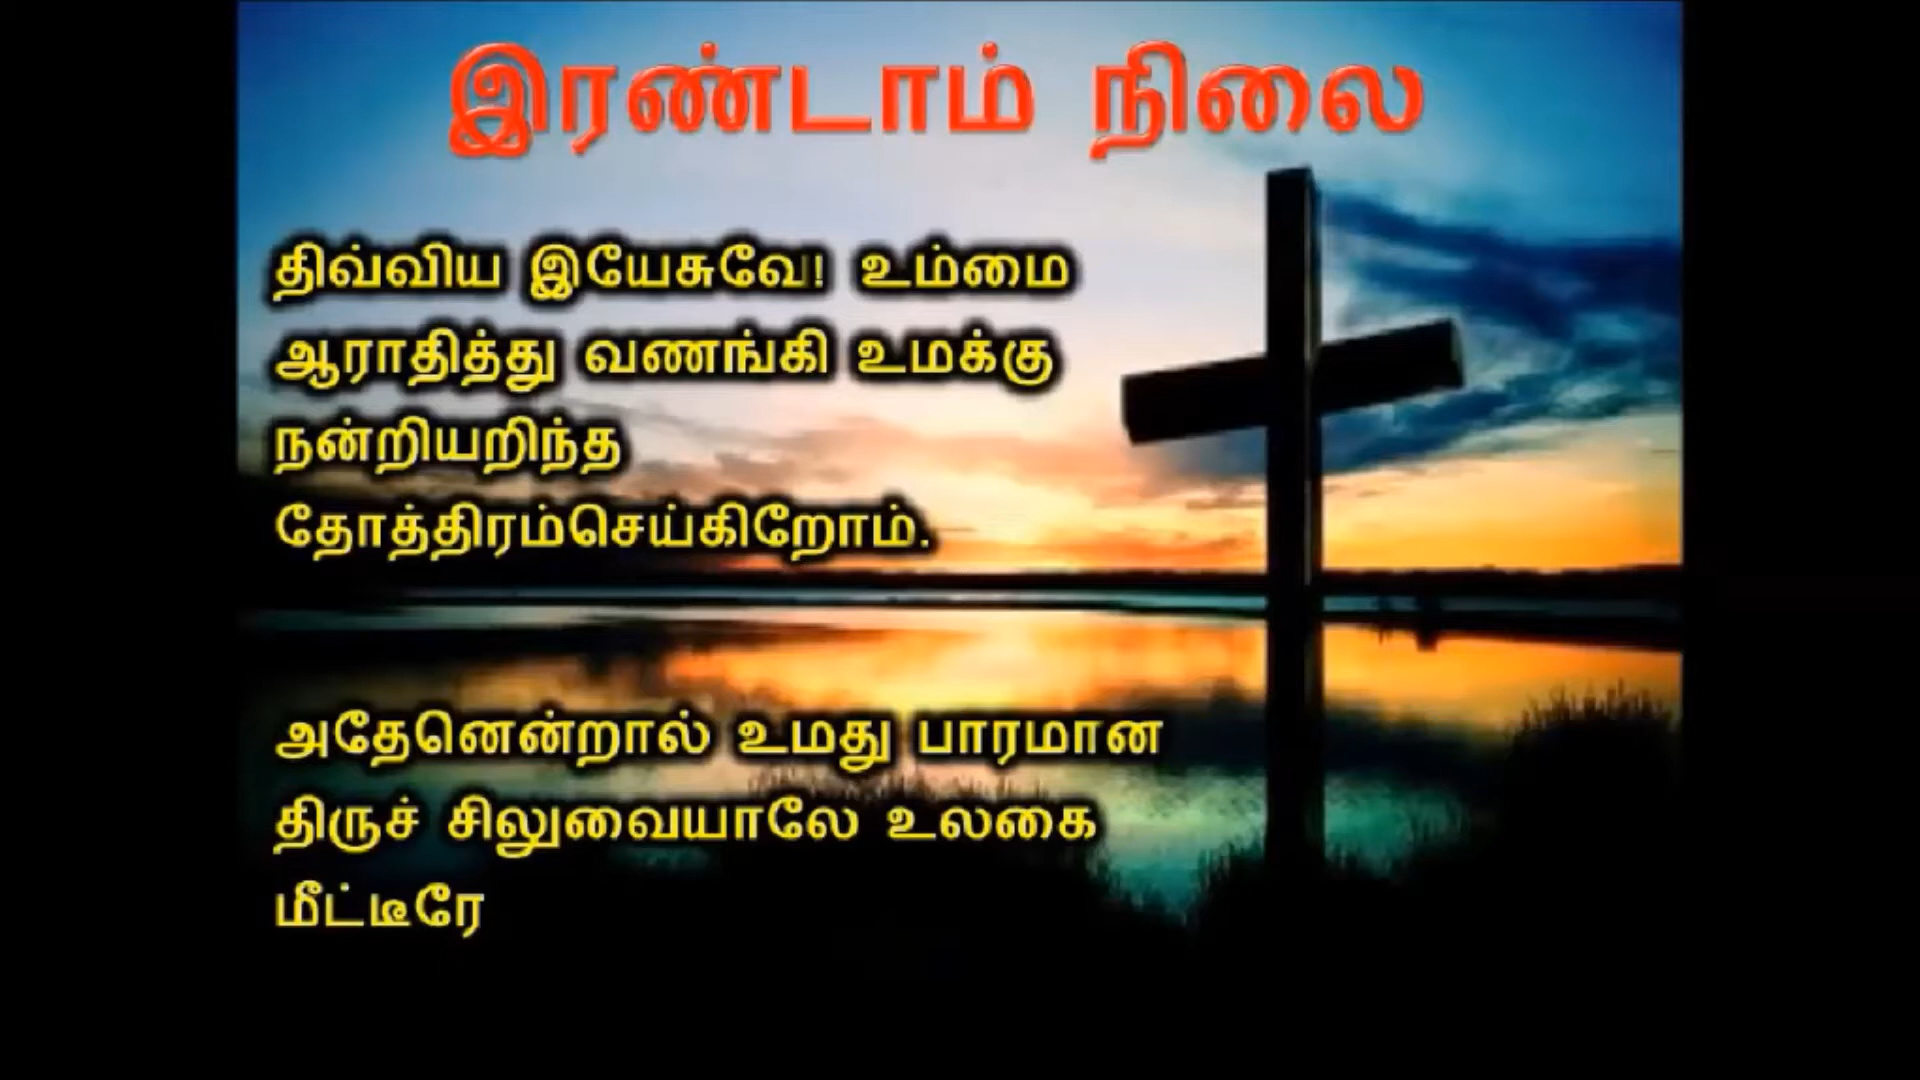 இரண்டாம் நிலை
திவ்விய இயேசுவே! உம்மை
ஆராதித்து வணங்கி உமக்கு
நன்றியறிந்த
தோத்திரம்செய்கிறோம்.
அதேனென்றால் உமது பாரமான
திருச் சிலுவையாலே உலகை
மீட்டீரே